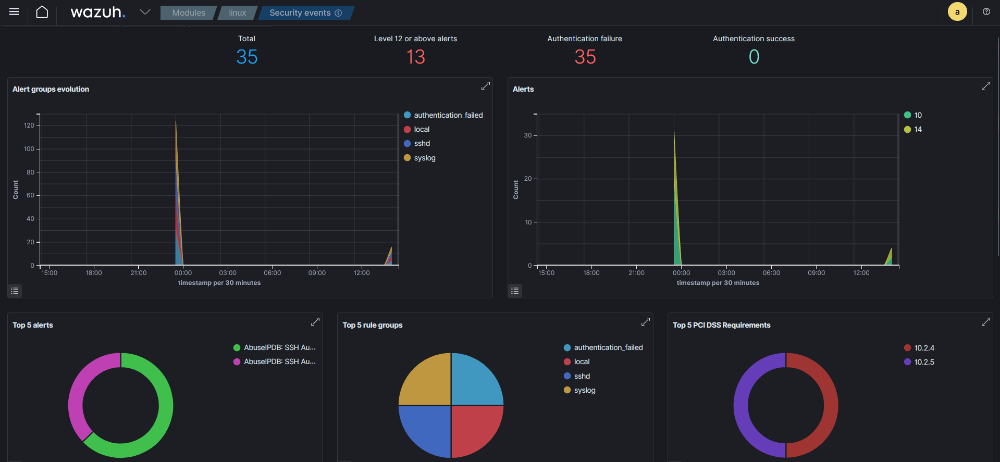 wazuh.
Modules
linux
Security events
a
Total
35
Level 12 or above alerts
13
Authentication failure
35
Authentication success
0
Alert groups evolution
120
100
80
60
40
20
0
Count
15:00
18:00
21:00
00:00
03:00
06:00
09:00
12:00
timestamp per 30 minutes
authentication_failed
local
sshd
syslog
Alerts
30
20
10
0
Count
15:00
18:00
21:00
00:00
03:00
06:00
09:00
12:00
timestamp per 30 minutes
10
14
Top 5 alerts
AbuseIPDB: SSH Au...
AbuseIPDB: SSH Au...
Top 5 rule groups
authentication_failed
local
sshd
syslog
Top 5 PCI DSS Requirements
10.2.4
10.2.5